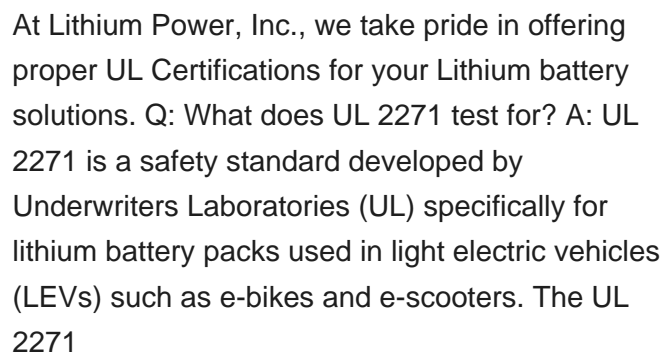 At Lithium Power, Inc., we take pride in offering
proper UL Certifications for your Lithium battery
solutions. Q: What does UL 2271 test for? A: UL
2271 is a safety standard developed by
Underwriters Laboratories (UL) specifically for
lithium battery packs used in light electric vehicles
(LEVs) such as e-bikes and e-scooters. The UL
2271